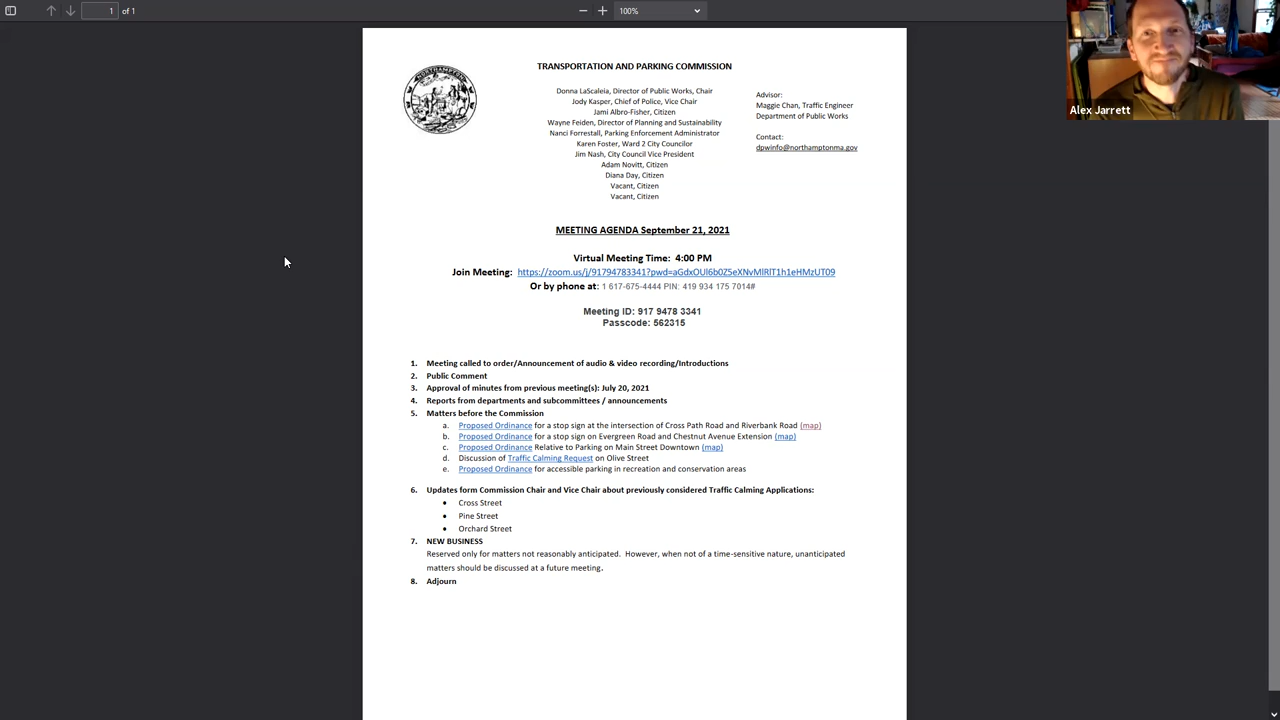 1 of 1
100%
Alex Jarrett
TRANSPORTATION AND PARKING COMMISSION
Donna LaScaleia, Director of Public Works, Chair
Jody Kasper, Chief of Police, Vice Chair
Jami Albro-Fisher, Citizen
Wayne Feiden, Director of Planning and Sustainability
Nanci Forrestall, Parking Enforcement Administrator
Karen Foster, Ward 2 City Councilor
Jim Nash, City Council Vice President
Adam Novitt, Citizen
Diana Day, Citizen
Vacant, Citizen
Vacant, Citizen
Advisor:
Maggie Chan, Traffic Engineer
Department of Public Works
Contact:
dpwinfo@northamptonma.gov
MEETING AGENDA September 21, 2021
Virtual Meeting Time: 4:00 PM
Join Meeting: https://zoom.us/j/91794783341?pwd=aGdxOUl6b0Z5eXNvMlRlT1h1eHMzUT09
Or by phone at: 1 617-675-4444 PIN: 419 934 175 7014#
Meeting ID: 917 9478 3341
Passcode: 562315
1. Meeting called to order/Announcement of audio & video recording/Introductions
2. Public Comment
3. Approval of minutes from previous meeting(s): July 20, 2021
4. Reports from departments and subcommittees / announcements
5. Matters before the Commission
a. Proposed Ordinance for a stop sign at the intersection of Cross Path Road and Riverbank Road (map)
b. Proposed Ordinance for a stop sign on Evergreen Road and Chestnut Avenue Extension (map)
c. Proposed Ordinance Relative to Parking on Main Street Downtown (map)
d. Discussion of Traffic Calming Request on Olive Street
e. Proposed Ordinance for accessible parking in recreation and conservation areas
6. Updates form Commission Chair and Vice Chair about previously considered Traffic Calming Applications:
• Cross Street
• Pine Street
• Orchard Street
7. NEW BUSINESS
Reserved only for matters not reasonably anticipated. However, when not of a time-sensitive nature, unanticipated
matters should be discussed at a future meeting.
8. Adjourn